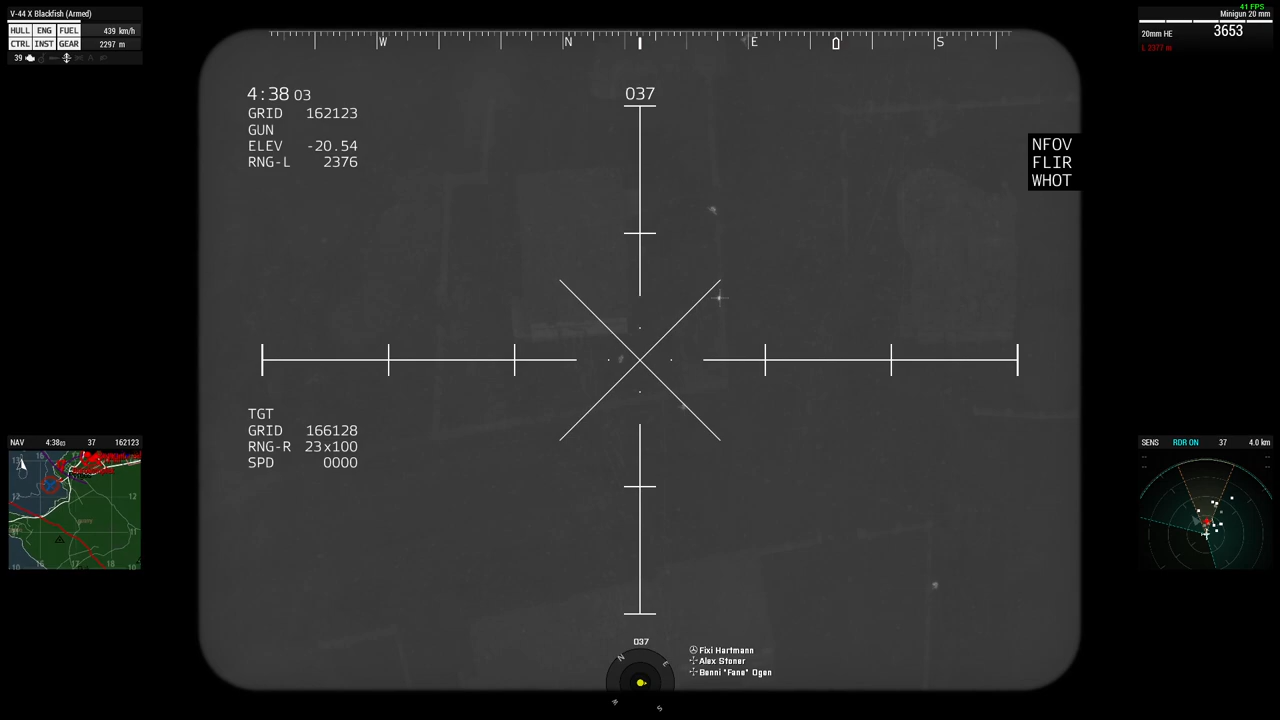 41 FPS
V-44 X Blackfish (Armed)
HULL ENG FUEL 439 km/h
CTRL INST GEAR 2297 m
39
Minigun 20 mm
20mm HE 3653
L 2377 m
W N E S
4:38 03
GRID 162123
GUN
ELEV -20.54
RNG-L 2376
037
NFOV
FLIR
WHOT
TGT
GRID 166128
RNG-R 23x100
SPD 0000
NAV 4:38 03 37 162123
SENS RDR ON 37 4.0 km
037
N E
W S
Fixi Hartmann
Alex Stoner
Benni "Fane" Ogen